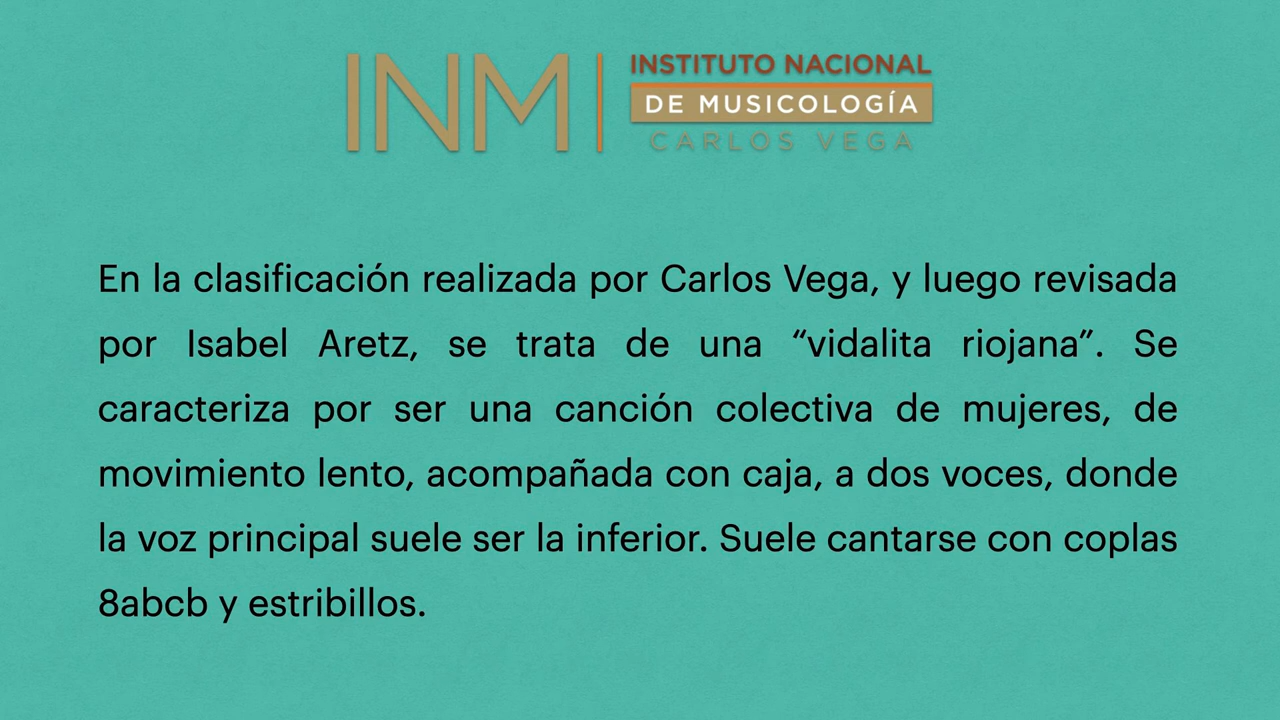 INM
INSTITUTO NACIONAL
DE MUSICOLOGÍA
CARLOS VEGA
En la clasificación realizada por Carlos Vega, y luego revisada
por Isabel Aretz, se trata de una “vidalita riojana”. Se
caracteriza por ser una canción colectiva de mujeres, de
movimiento lento, acompañada con caja, a dos voces, donde
la voz principal suele ser la inferior. Suele cantarse con coplas
8abcb y estribillos.